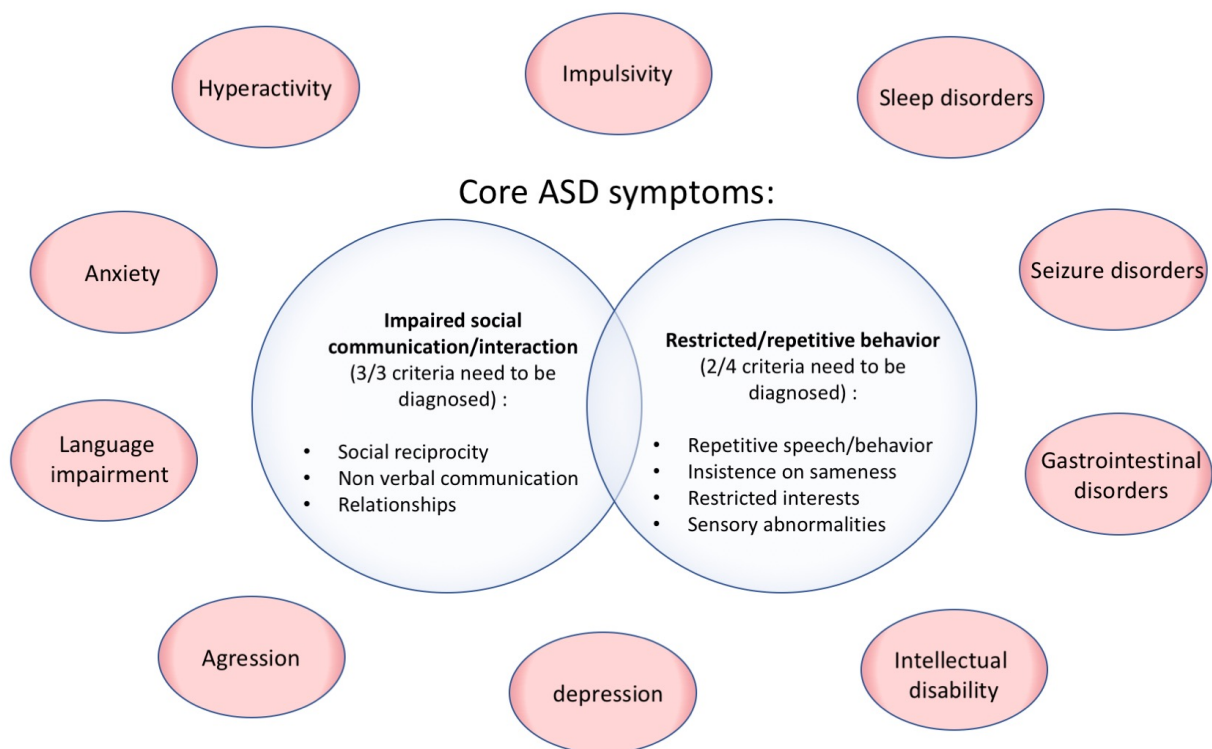 Hyperactivity
Impulsivity
Sleep disorders
Core ASD symptoms:
Anxiety
Seizure disorders
Impaired social
communication/interaction
(3/3 criteria need to be
diagnosed) :
• Social reciprocity
• Non verbal communication
• Relationships
Restricted/repetitive behavior
(2/4 criteria need to be
diagnosed) :
• Repetitive speech/behavior
• Insistence on sameness
• Restricted interests
• Sensory abnormalities
Language
impairment
Gastrointestinal
disorders
Agression
depression
Intellectual
disability